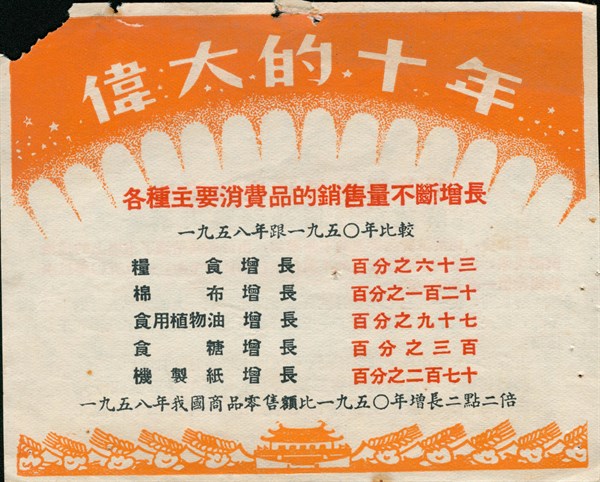 偉大的十年
各種主要消費品的銷售量不斷增長
一九五八年跟一九五〇年比較
糧食增長 百分之六十三
棉布增長 百分之一百二十
食用植物油增長 百分之九十七
食糖增長 百分之三百
機製紙增長 百分之二百七十
一九五八年我國商品零售額比一九五〇年增長二點二倍